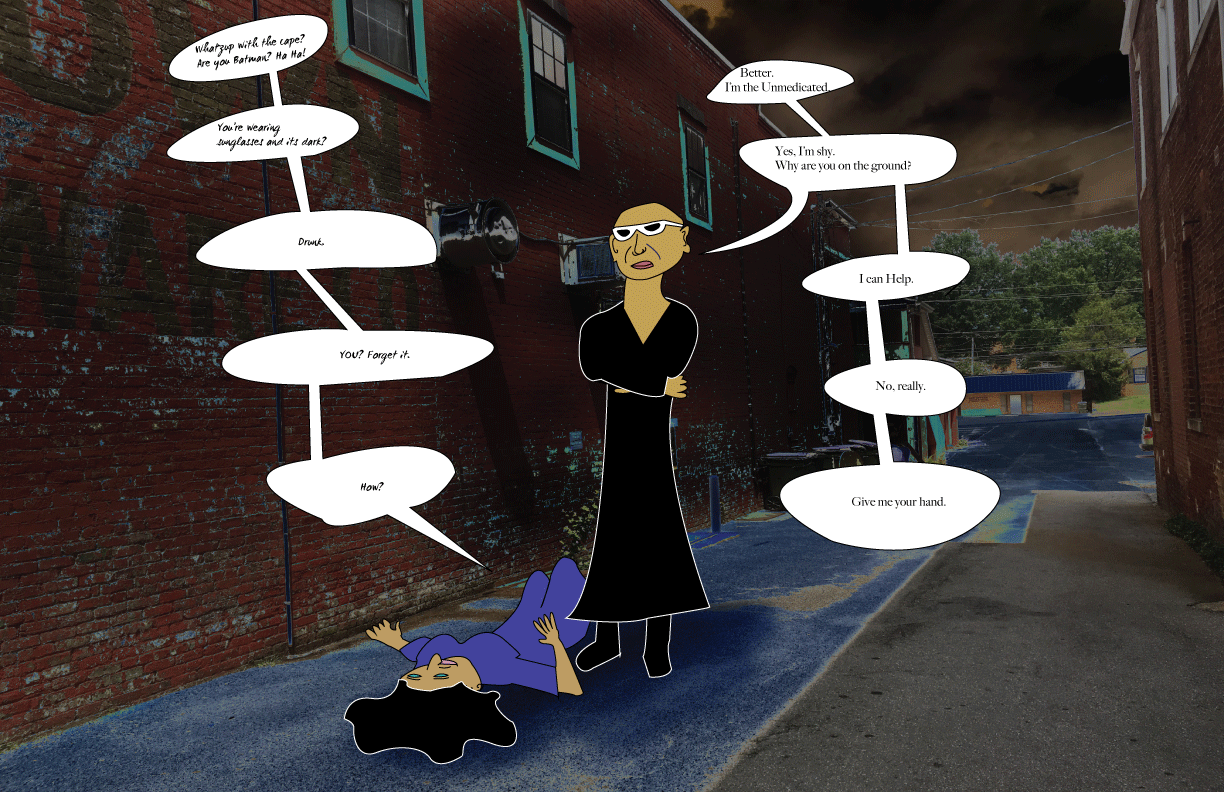 Whatzup with the cape?
Are you Batman? Ha Ha!
Better.
I'm the Unmedicated.
You're wearing
sunglasses and its dark?
Yes, I'm shy.
Why are you on the ground?
Drunk.
I can Help.
YOU? Forget it.
No, really.
How?
Give me your hand.